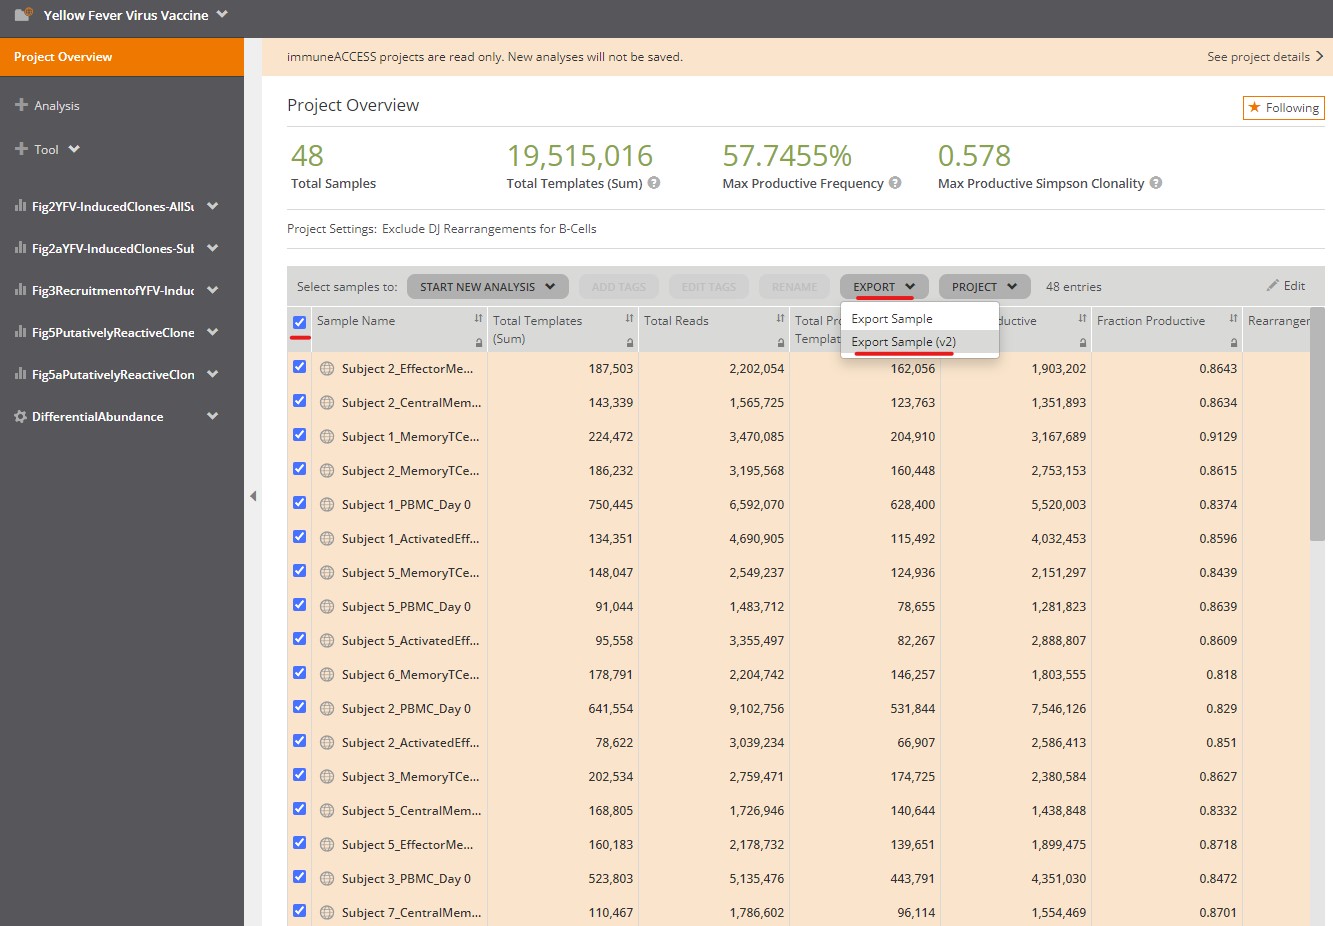 Yellow Fever Virus Vaccine
Project Overview
immuneACCESS projects are read only. New analyses will not be saved.
See project details
Analysis
Tool
Fig2YFV-InducedClones-AllSu
Fig2aYFV-InducedClones-Sub
Fig3RecruitmentofYFV-Induc
Fig5PutativelyReactiveClone
Fig5aPutativelyReactiveClon
DifferentialAbundance
Project Overview
Following
48
19,515,016
57.7455%
0.578
Total Samples
Total Templates (Sum) ?
Max Productive Frequency ?
Max Productive Simpson Clonality ?
Project Settings: Exclude DJ Rearrangements for B-Cells
Select samples to: START NEW ANALYSIS ADD TAGS EDIT TAGS RENAME EXPORT PROJECT 48 entries Edit
Export Sample
Export Sample (v2)
Sample Name Total Templates (Sum) Total Reads Total Pro Templat ductive Fraction Productive Rearranger
Subject 2_EffectorMe... 187,503 2,202,054 162,056 1,903,202 0.8643
Subject 2_CentralMem... 143,339 1,565,725 123,763 1,351,893 0.8634
Subject 1_MemoryTCe... 224,472 3,470,085 204,910 3,167,689 0.9129
Subject 2_MemoryTCe... 186,232 3,195,568 160,448 2,753,153 0.8615
Subject 1_PBMC_Day 0 750,445 6,592,070 628,400 5,520,003 0.8374
Subject 1_ActivatedEff... 134,351 4,690,905 115,492 4,032,453 0.8596
Subject 5_MemoryTCe... 148,047 2,549,237 124,936 2,151,297 0.8439
Subject 5_PBMC_Day 0 91,044 1,483,712 78,655 1,281,823 0.8639
Subject 5_ActivatedEff... 95,558 3,355,497 82,267 2,888,807 0.8609
Subject 6_MemoryTCe... 178,791 2,204,742 146,257 1,803,555 0.818
Subject 2_PBMC_Day 0 641,554 9,102,756 531,844 7,546,126 0.829
Subject 2_ActivatedEff... 78,622 3,039,234 66,907 2,586,413 0.851
Subject 3_MemoryTCe... 202,534 2,759,471 174,725 2,380,584 0.8627
Subject 5_CentralMem... 168,805 1,726,946 140,644 1,438,848 0.8332
Subject 5_EffectorMe... 160,183 2,178,732 139,651 1,899,475 0.8718
Subject 3_PBMC_Day 0 523,803 5,135,476 443,791 4,351,030 0.8472
Subject 7_CentralMem... 110,467 1,786,602 96,114 1,554,469 0.8701